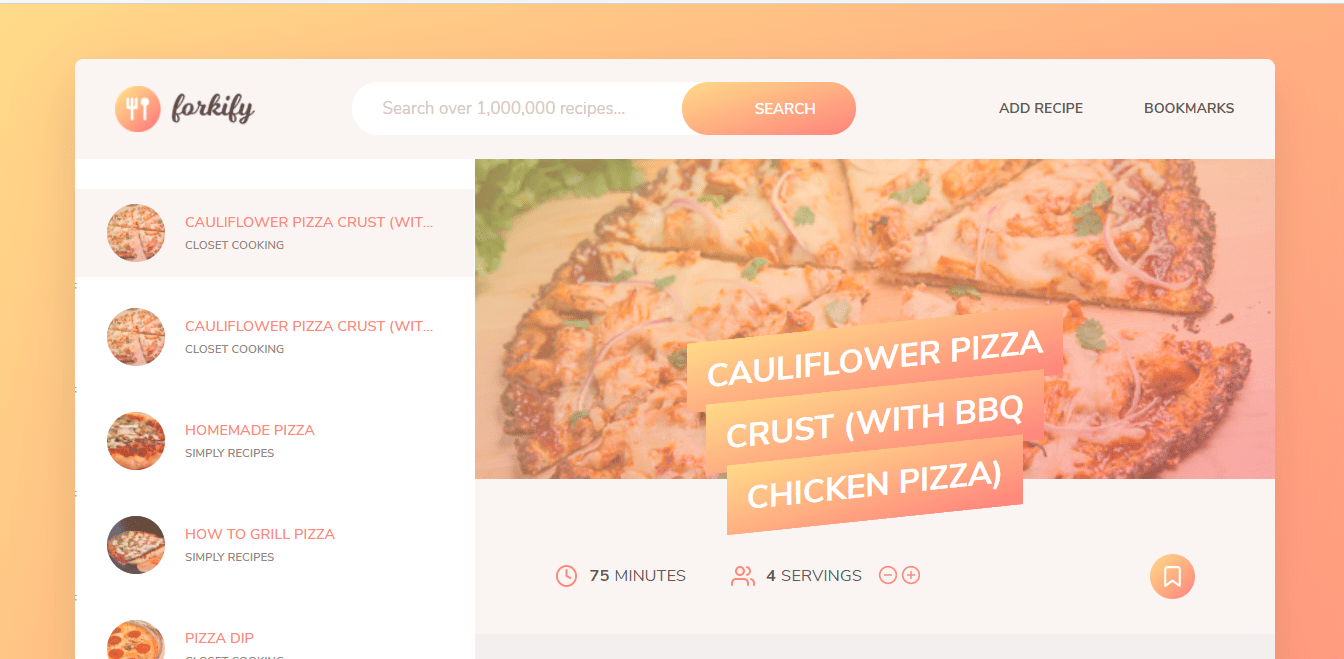 forkify
Search over 1,000,000 recipes...
SEARCH
ADD RECIPE
BOOKMARKS
CAULIFLOWER PIZZA CRUST (WIT...
CLOSET COOKING
CAULIFLOWER PIZZA CRUST (WIT...
CLOSET COOKING
HOMEMADE PIZZA
SIMPLY RECIPES
HOW TO GRILL PIZZA
SIMPLY RECIPES
PIZZA DIP
CLOSET COOKING
CAULIFLOWER PIZZA
CRUST (WITH BBQ
CHICKEN PIZZA)
75 MINUTES
4 SERVINGS